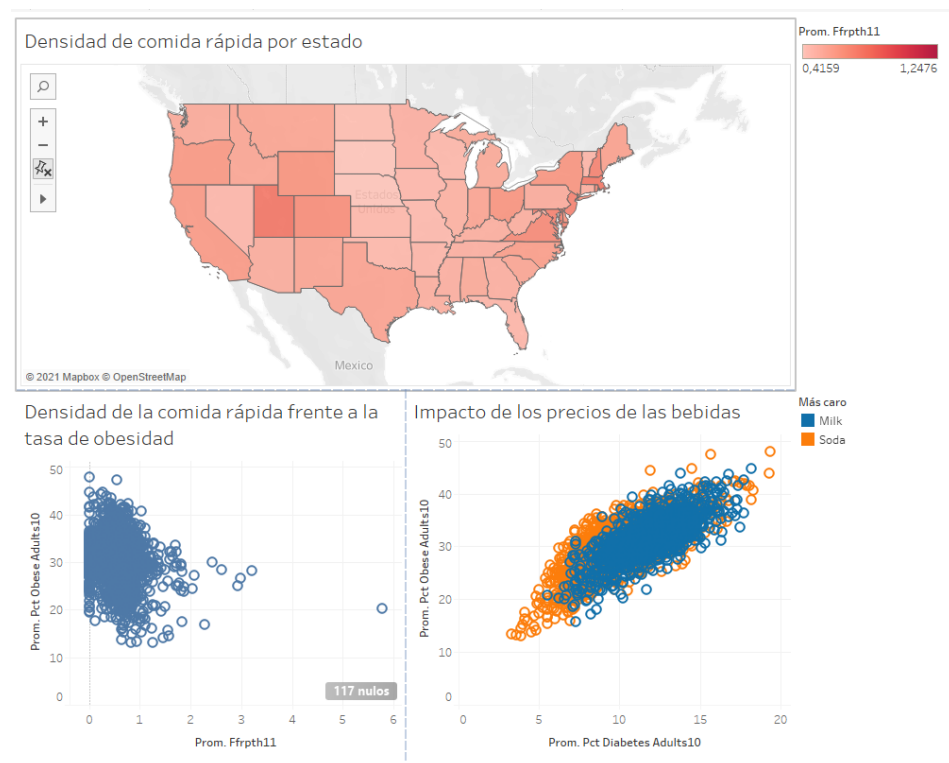 Densidad de comida rápida por estado
Prom. Ffrpth11
0,4159 1,2476
Estados
Unidos
Mexico
© 2021 Mapbox © OpenStreetMap
Densidad de la comida rápida frente a la
tasa de obesidad
Prom. Pct Obese Adults10
50
40
30
20
10
0
117 nulos
0 1 2 3 4 5 6
Prom. Ffrpth11
Impacto de los precios de las bebidas
Prom. Pct Obese Adults10
50
40
30
20
10
0
0 5 10 15 20
Prom. Pct Diabetes Adults10
Más caro
Milk
Soda